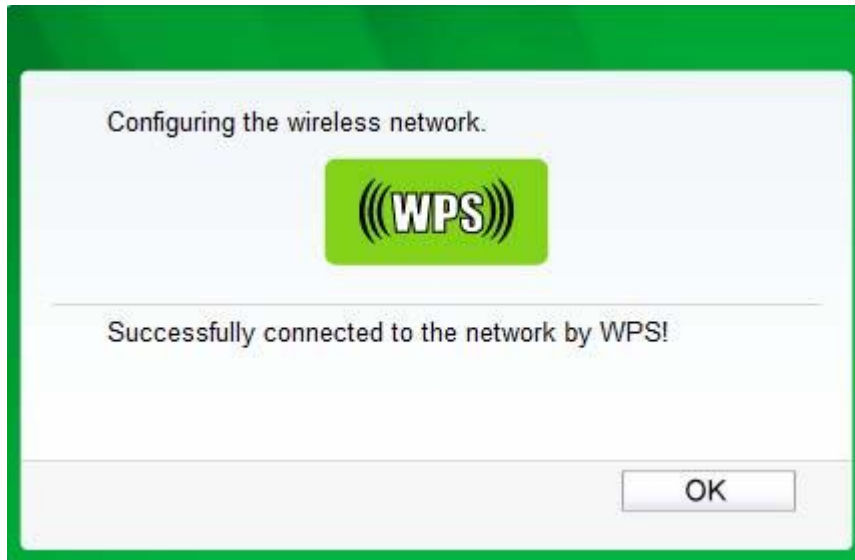 Configuring the wireless network.
(((WPS)))
Successfully connected to the network by WPS!
OK